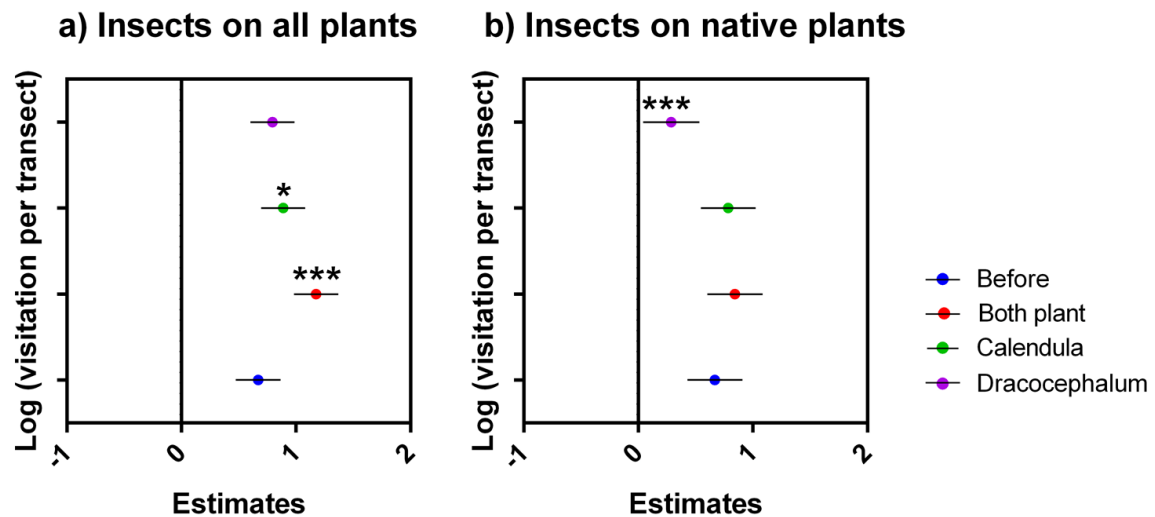 a) Insects on all plants
b) Insects on native plants
Log (visitation per transect)
*
***
-1 0 1 2
Estimates
Log (visitation per transect)
***
-1 0 1 2
Estimates
Before
Both plant
Calendula
Dracocephalum